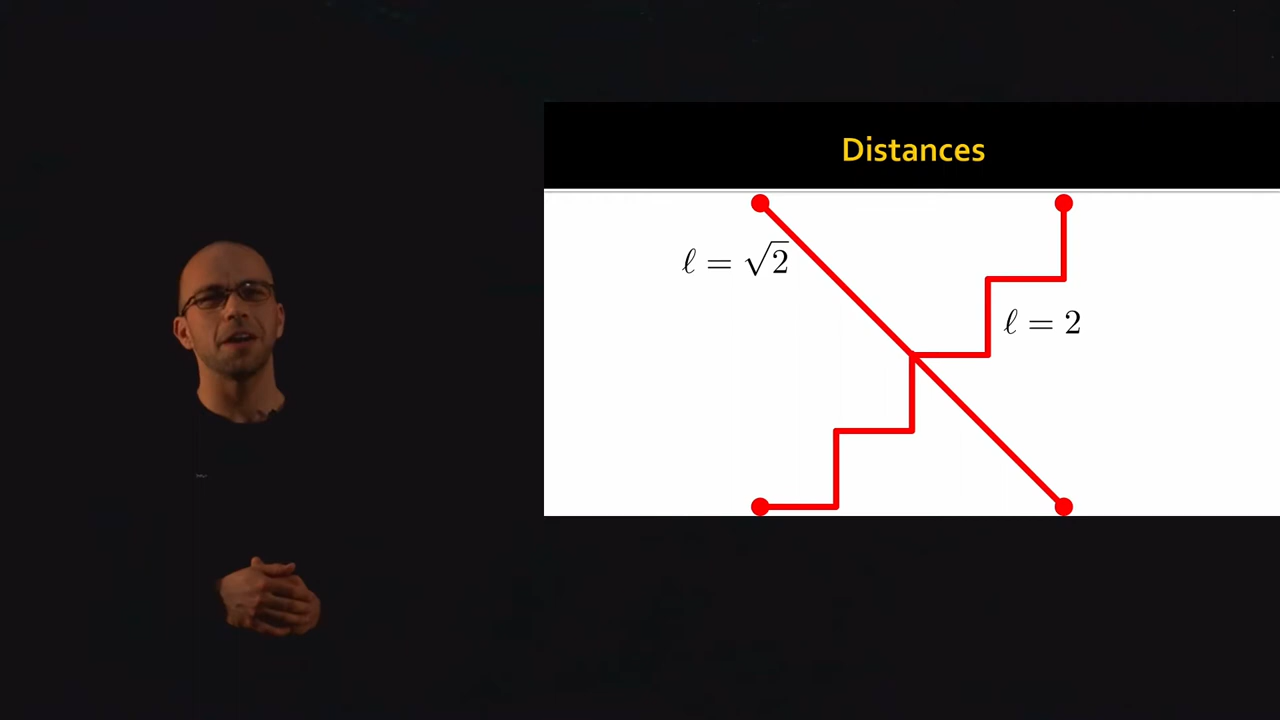 Distances
ℓ = √2
ℓ = 2